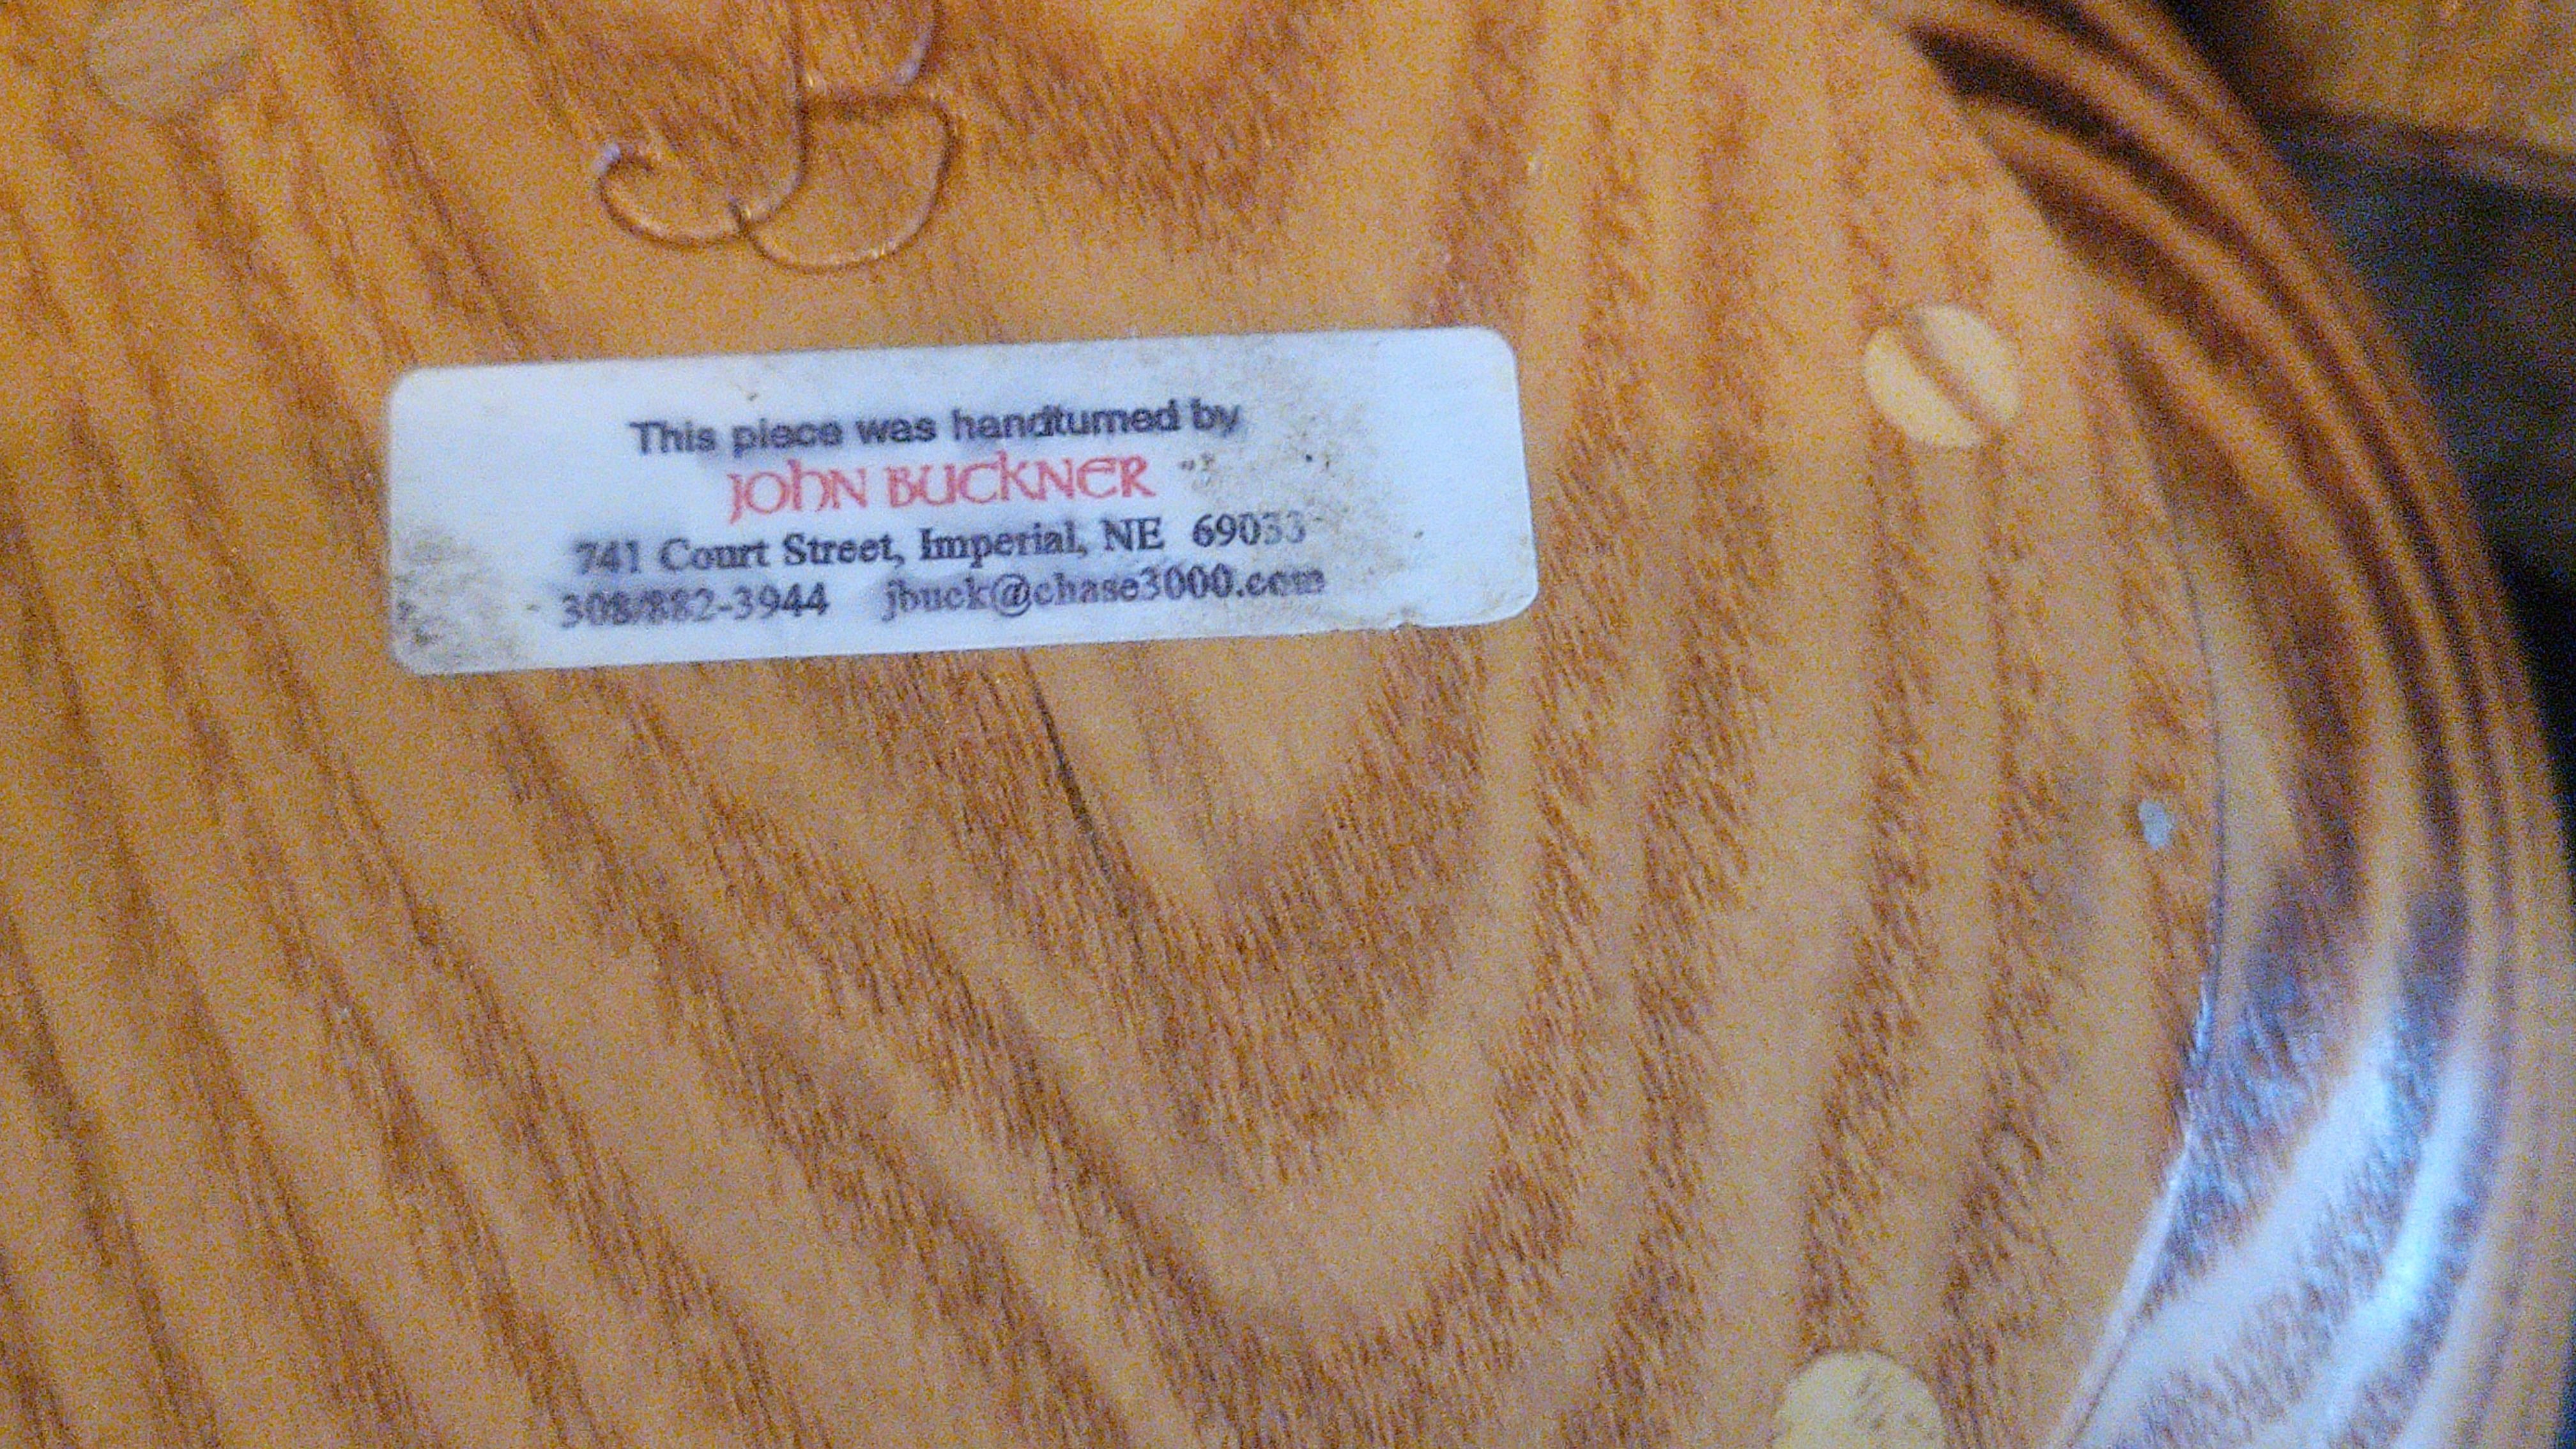 This piece was handturned by
JOHN BUCKNER
741 Court Street, Imperial, NE 69033
308/882-3944 jbuck@chase3000.com